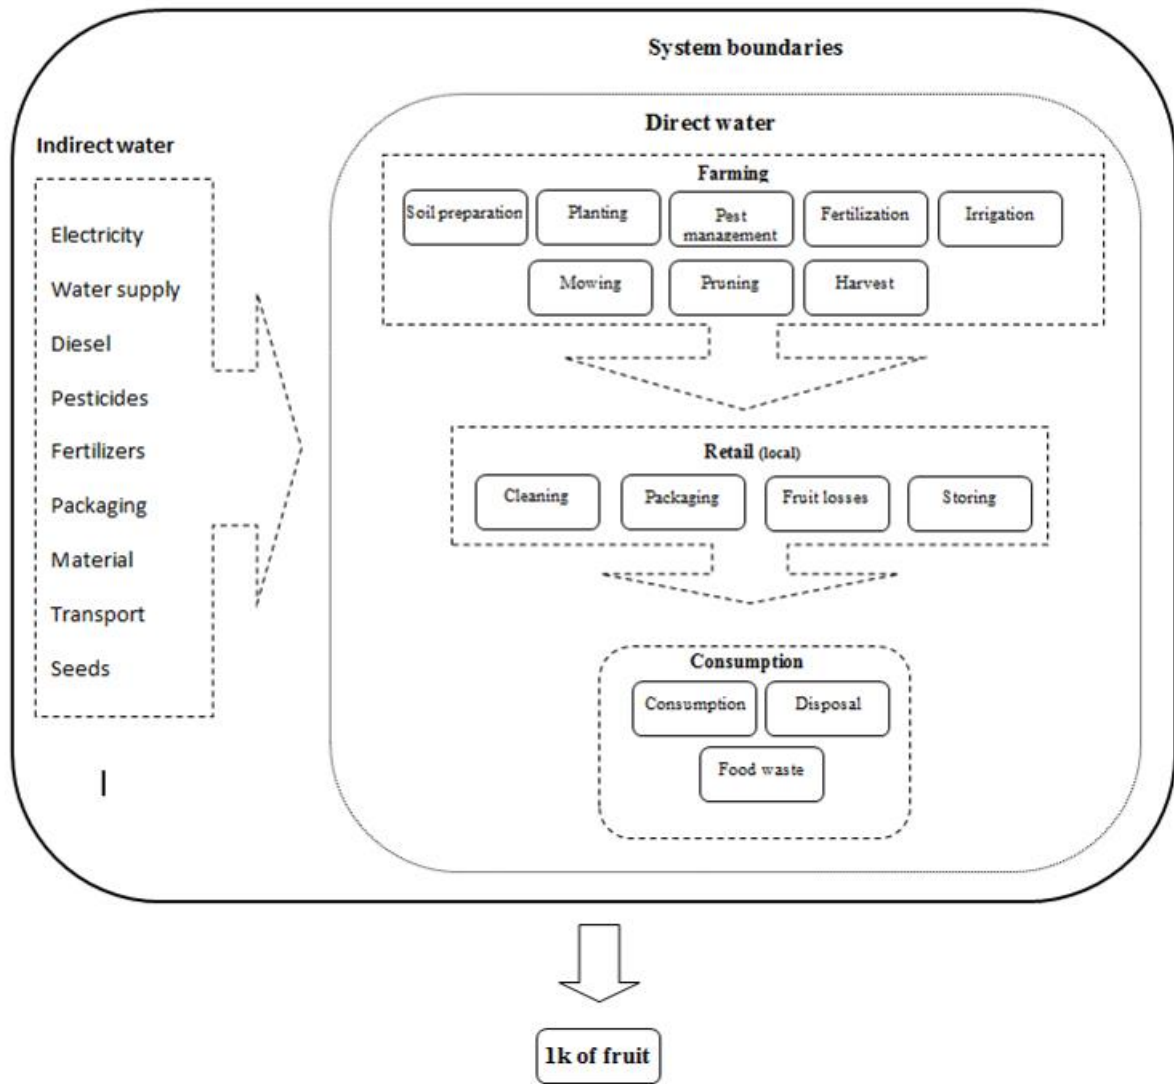 System boundaries
Indirect water
Electricity
Water supply
Diesel
Pesticides
Fertilizers
Packaging
Material
Transport
Seeds
Direct water
Farming
Soil preparation
Planting
Pest
management
Fertilization
Irrigation
Mowing
Pruning
Harvest
Retail (local)
Cleaning
Packaging
Fruit losses
Storing
Consumption
Consumption
Disposal
Food waste
1k of fruit